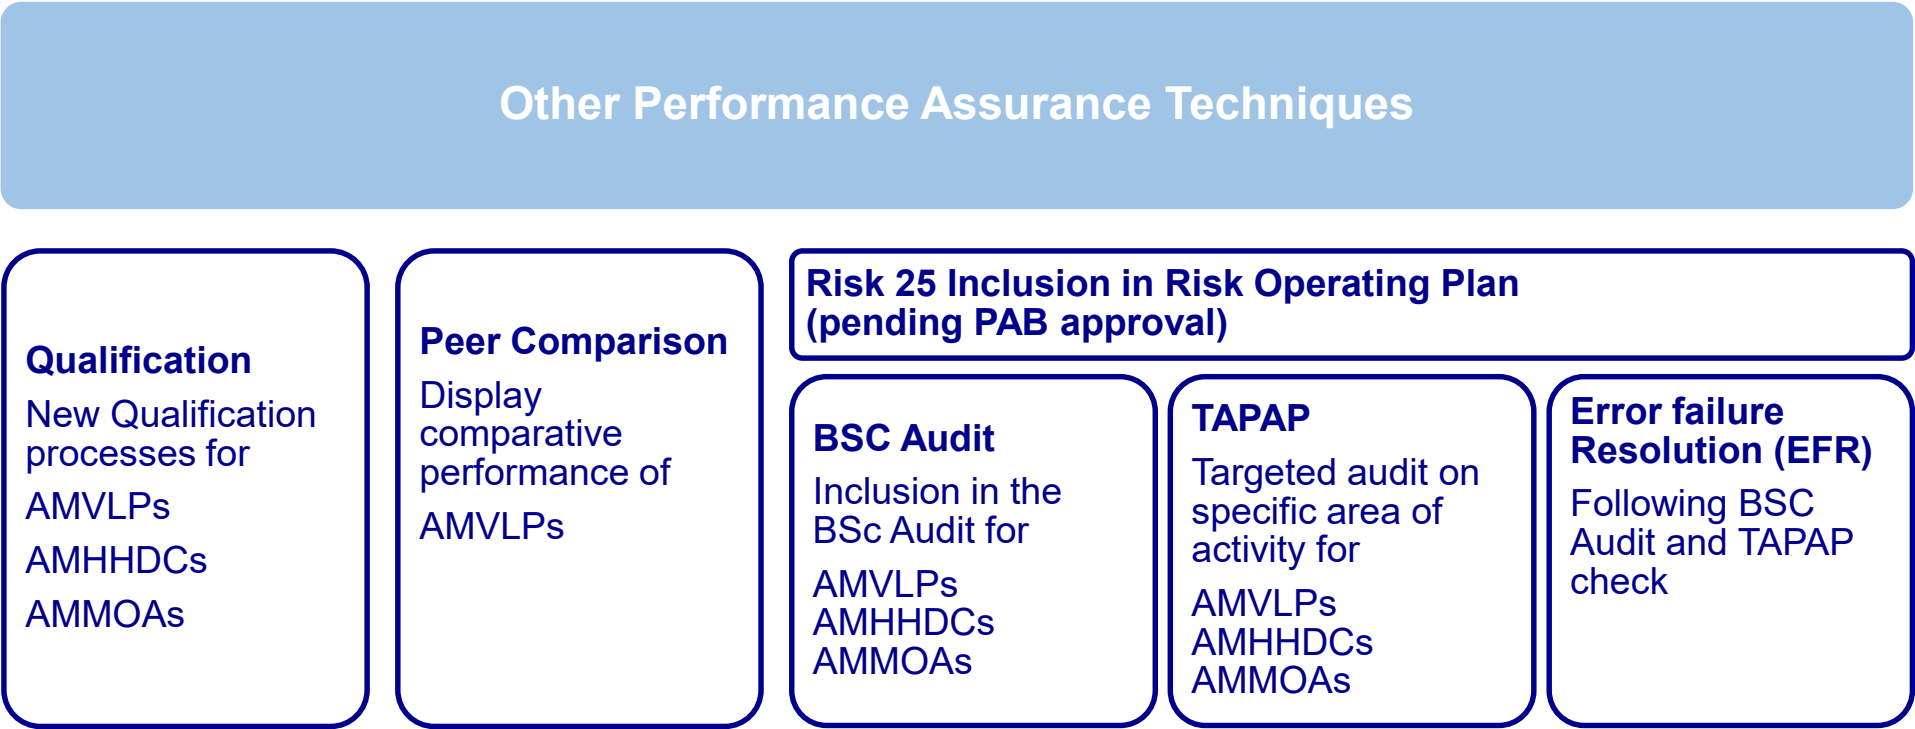 Other Performance Assurance Techniques
Qualification
New Qualification
processes for
AMVLPs
AMHHDCs
AMMOAs
Peer Comparison
Display
comparative
performance of
AMVLPs
Risk 25 Inclusion in Risk Operating Plan
(pending PAB approval)
BSC Audit
Inclusion in the
BSc Audit for
AMVLPs
AMHHDCs
AMMOAs
TAPAP
Targeted audit on
specific area of
activity for
AMVLPs
AMHHDCs
AMMOAs
Error failure
Resolution (EFR)
Following BSC
Audit and TAPAP
check